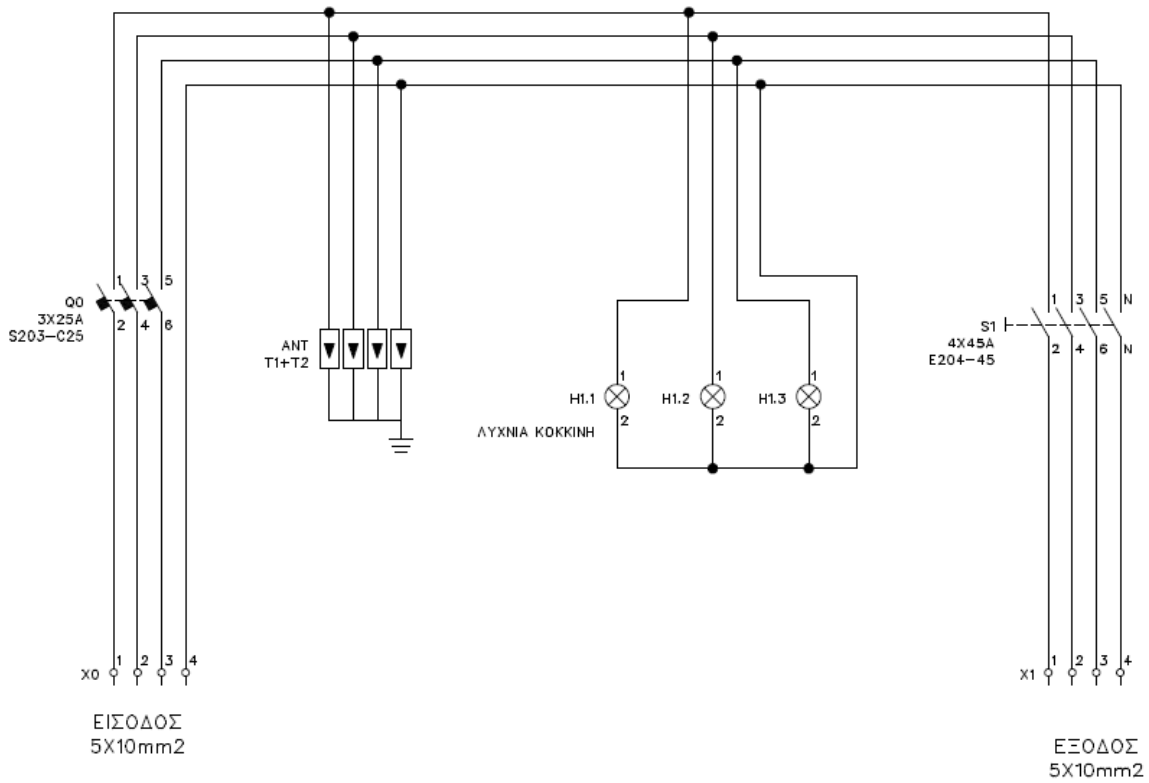 1 3 5
Q0
3X25A
S203-C25
2 4 6
ANT
T1+T2
1 1 1
H1.1 H1.2 H1.3
2 2 2
ΛΥΧΝΙΑ ΚΟΚΚΙΝΗ
1 3 5 N
S1
4X45A
E204-45
2 4 6 N
X0 1 2 3 4
ΕΙΣΟΔΟΣ
5X10mm2
X1 1 2 3 4
ΕΞΟΔΟΣ
5X10mm2